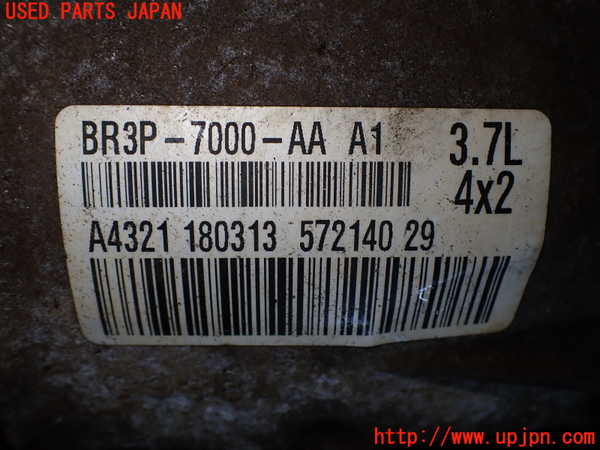 USED PARTS JAPAN
BR3P-7000-AA A1
3.7L
4x2
A4321 180313 572140 29
http://www.upjpn.com